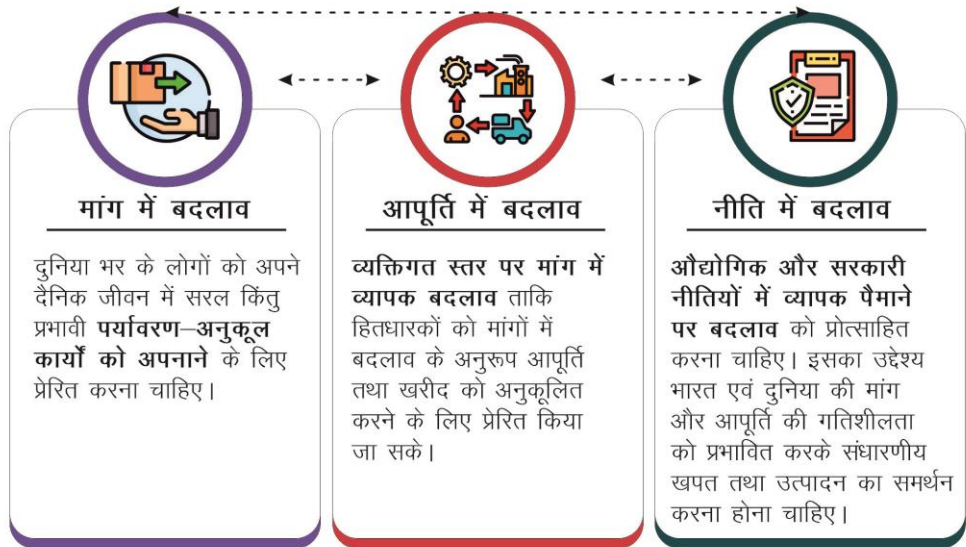 मांग में बदलाव
दुनिया भर के लोगों को अपने
दैनिक जीवन में सरल किंतु
प्रभावी पर्यावरण–अनुकूल
कार्यों को अपनाने के लिए
प्रेरित करना चाहिए।
आपूर्ति में बदलाव
व्यक्तिगत स्तर पर मांग में
व्यापक बदलाव ताकि
हितधारकों को मांगों में
बदलाव के अनुरूप आपूर्ति
तथा खरीद को अनुकूलित
करने के लिए प्रेरित किया
जा सके।
नीति में बदलाव
औद्योगिक और सरकारी
नीतियों में व्यापक पैमाने
पर बदलाव को प्रोत्साहित
करना चाहिए। इसका उद्देश्य
भारत एवं दुनिया की मांग
और आपूर्ति की गतिशीलता
को प्रभावित करके संधारणीय
खपत तथा उत्पादन का समर्थन
करना होना चाहिए।